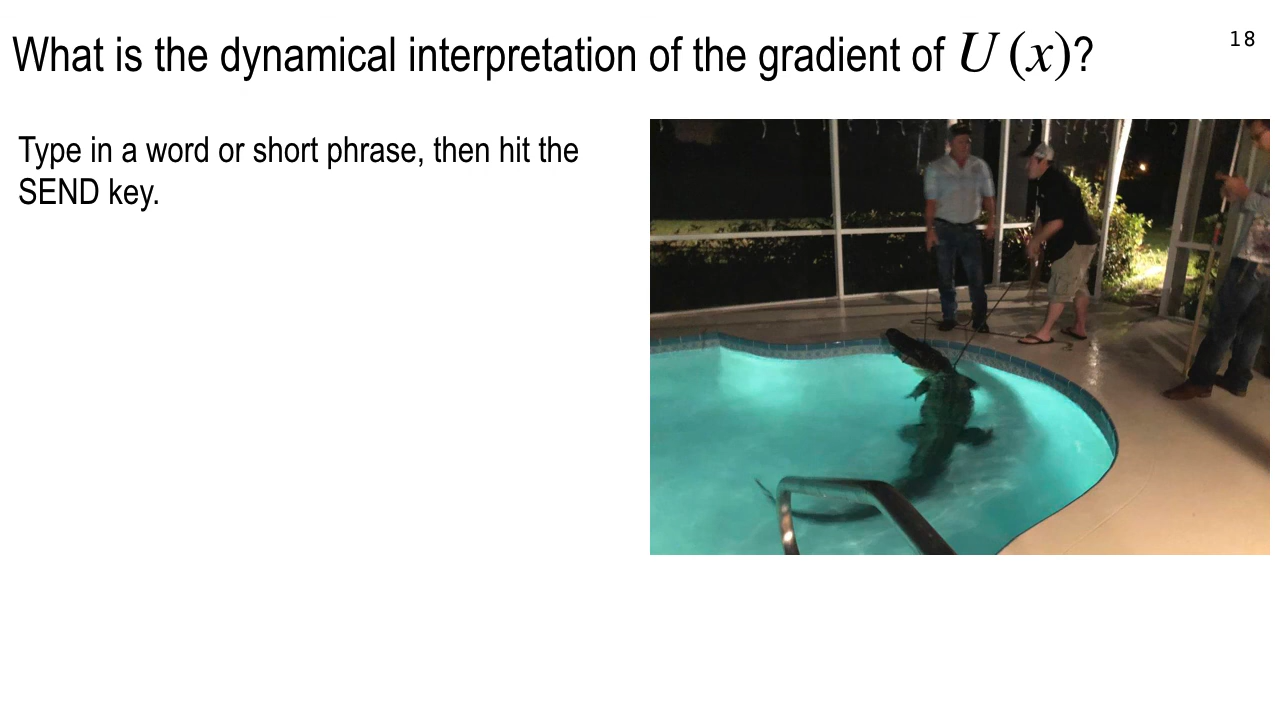 What is the dynamical interpretation of the gradient of U (x)?
18
Type in a word or short phrase, then hit the
SEND key.